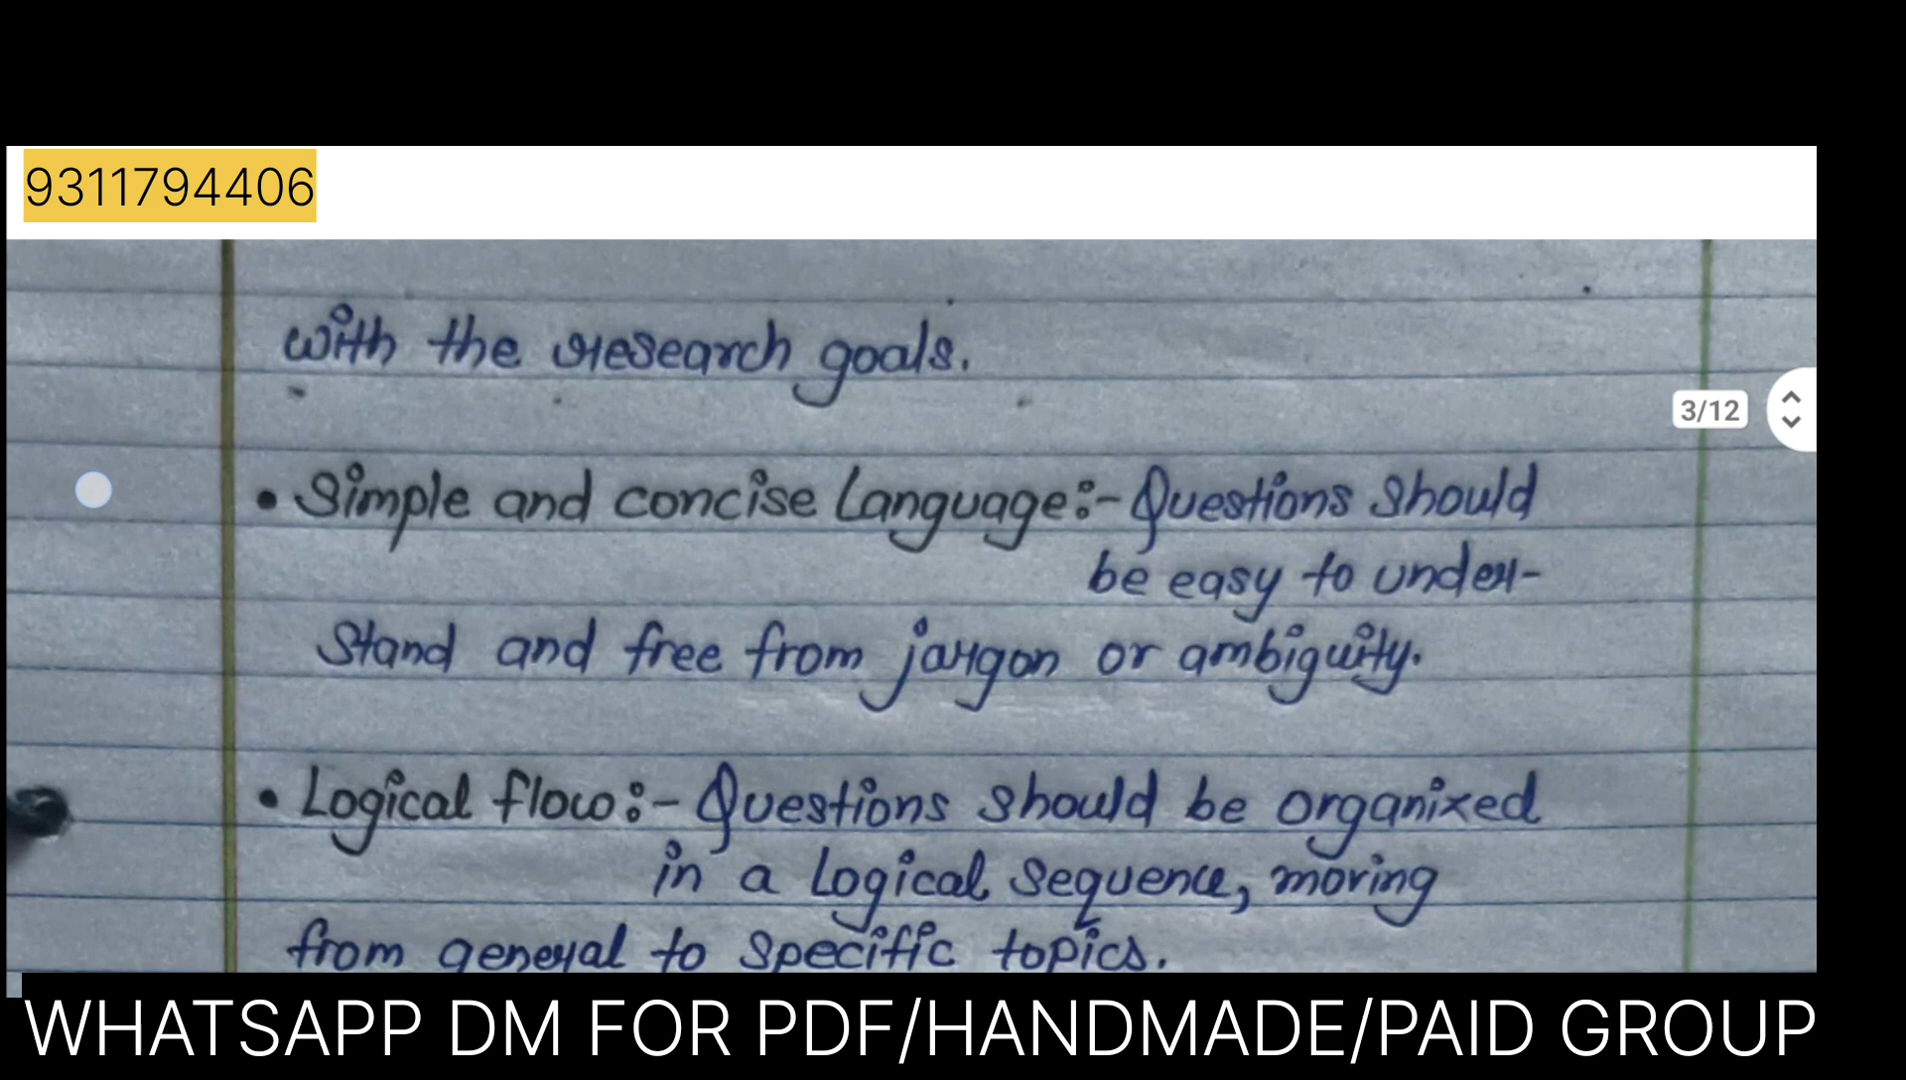 9311794406
with the research goals.
3/12
• Simple and concise Language:- Questions should
be easy to under-
stand and free from jargon or ambiguity.
• Logical flow:- Questions should be organized
in a Logical sequence, moving
from general to specific topics.
WHATSAPP DM FOR PDF/HANDMADE/PAID GROUP